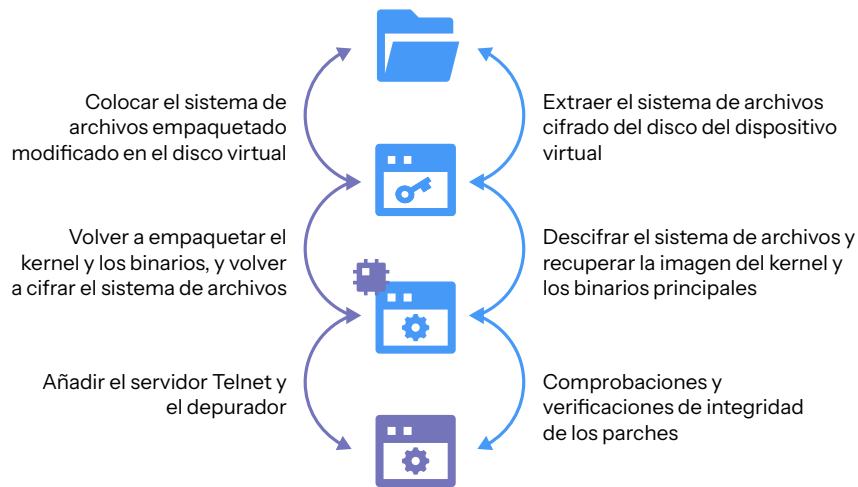 Colocar el sistema de
archivos empaquetado
modificado en el disco virtual
Extraer el sistema de archivos
cifrado del disco del dispositivo
virtual
Volver a empaquetar el
kernel y los binarios, y volver
a cifrar el sistema de archivos
Descifrar el sistema de archivos y
recuperar la imagen del kernel y
los binarios principales
Añadir el servidor Telnet y
el depurador
Comprobaciones y
verificaciones de integridad
de los parches